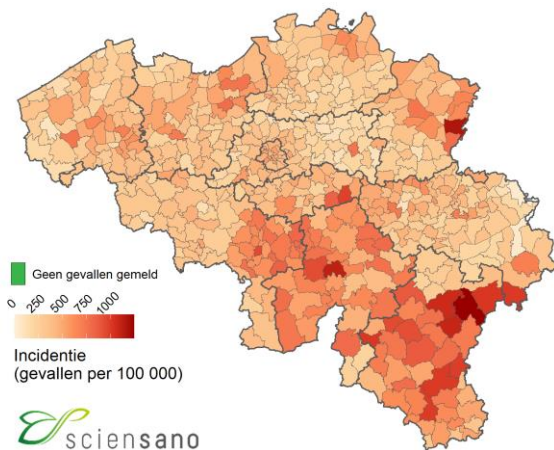 Geen gevallen gemeld
0 250 500 750 1000
Incidentie
(gevallen per 100 000)
sciensano